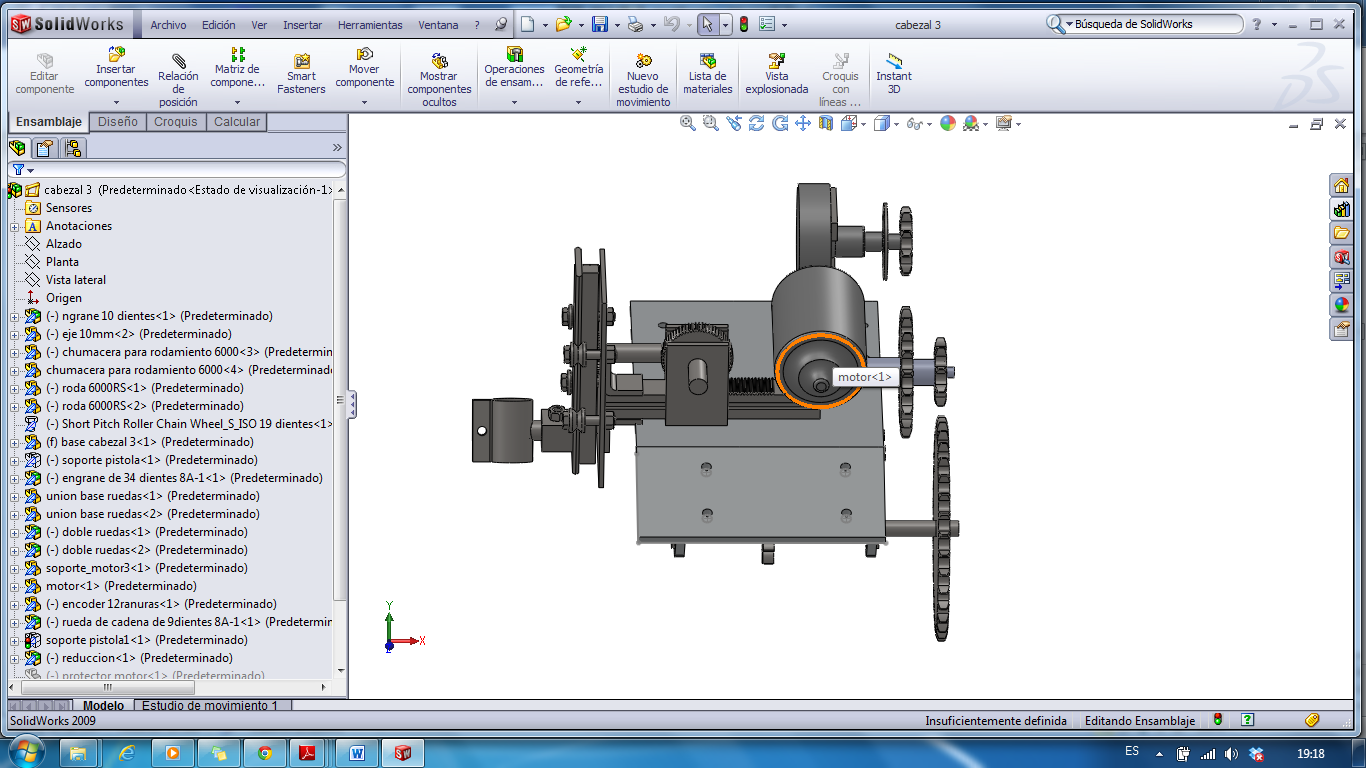 SolidWorks
Archivo Edición Ver Insertar Herramientas Ventana ?
cabezal 3
Búsqueda de SolidWorks
Editar componente
Insertar componentes
Relación de posición
Matriz de compone...
Smart Fasteners
Mover componente
Mostrar componentes ocultos
Operaciones de ensam...
Geometría de refe...
Nuevo estudio de movimiento
Lista de materiales
Vista explosionada
Croquis con líneas ...
Instant 3D
Ensamblaje Diseño Croquis Calcular
cabezal 3 (Predeterminado<Estado de visualización-1>
Sensores
Anotaciones
Alzado
Planta
Vista lateral
Origen
(-) ngrane 10 dientes<1> (Predeterminado)
(-) eje 10mm<2> (Predeterminado)
(-) chumacera para rodamiento 6000<3> (Predetermin
chumacera para rodamiento 6000<4> (Predeterminad
(-) roda 6000RS<1> (Predeterminado)
(-) roda 6000RS<2> (Predeterminado)
(-) Short Pitch Roller Chain Wheel_S_ISO 19 dientes<1>
(f) base cabezal 3<1> (Predeterminado)
(-) soporte pistola<1> (Predeterminado)
(-) engrane de 34 dientes 8A-1<1> (Predeterminado)
union base ruedas<1> (Predeterminado)
union base ruedas<2> (Predeterminado)
(-) doble ruedas<1> (Predeterminado)
(-) doble ruedas<2> (Predeterminado)
soporte_motor3<1> (Predeterminado)
motor<1> (Predeterminado)
(-) encoder 12ranuras<1> (Predeterminado)
(-) rueda de cadena de 9dientes 8A-1<1> (Predetermin
soporte pistola1<1> (Predeterminado)
(-) reduccion<1> (Predeterminado)
(-) protector motor<1> (Predeterminado)
motor<1>
Y
X
Modelo Estudio de movimiento 1
SolidWorks 2009
Insuficientemente definida Editando Ensamblaje
ES
19:18